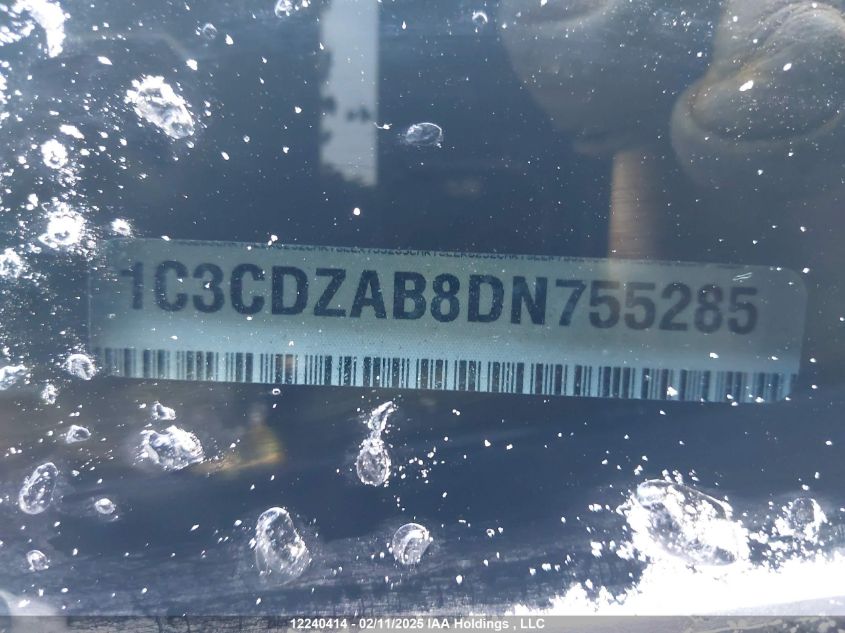 1C3CDZAB8DN755285
12240414 - 02/11/2025 IAA Holdings , LLC